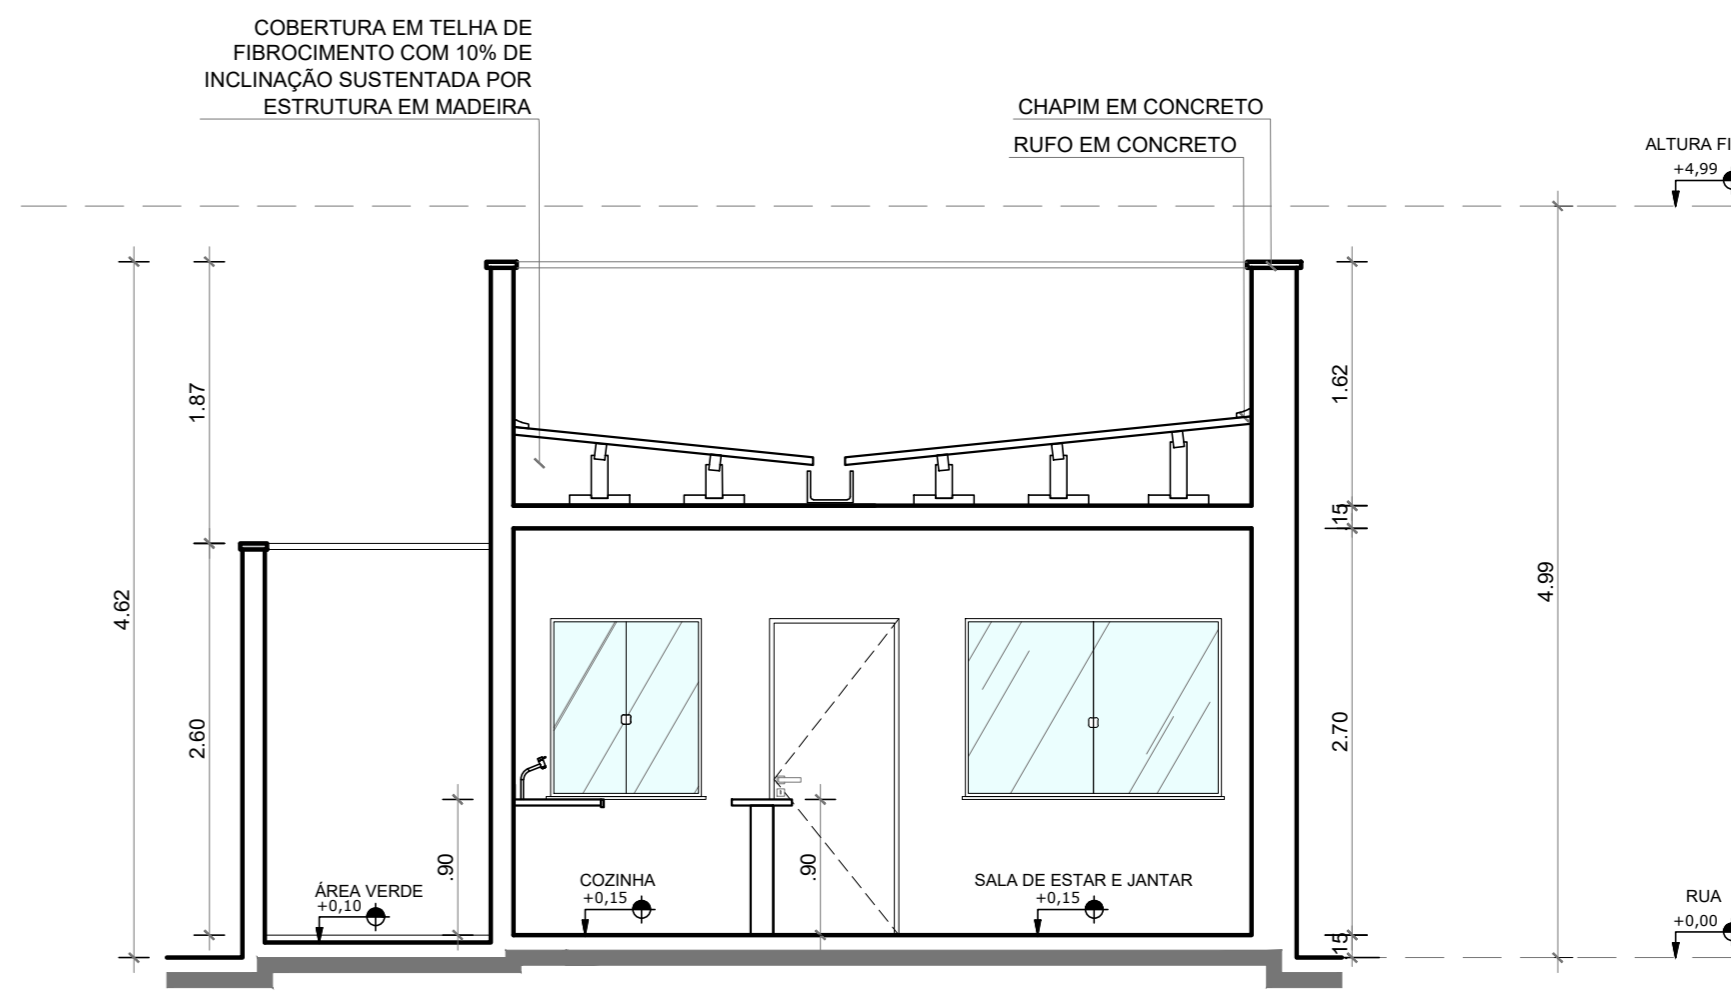 COBERTURA EM TELHA DE
FIBROCIMENTO COM 10% DE
INCLINAÇÃO SUSTENTADA POR
ESTRUTURA EM MADEIRA
CHAPIM EM CONCRETO
RUFO EM CONCRETO
ALTURA FI
+4,99
1.87
1.62
.15
4.62
4.99
2.60
2.70
.90
.90
ÁREA VERDE
+0,10
COZINHA
+0,15
SALA DE ESTAR E JANTAR
+0,15
RUA
+0,00
.15